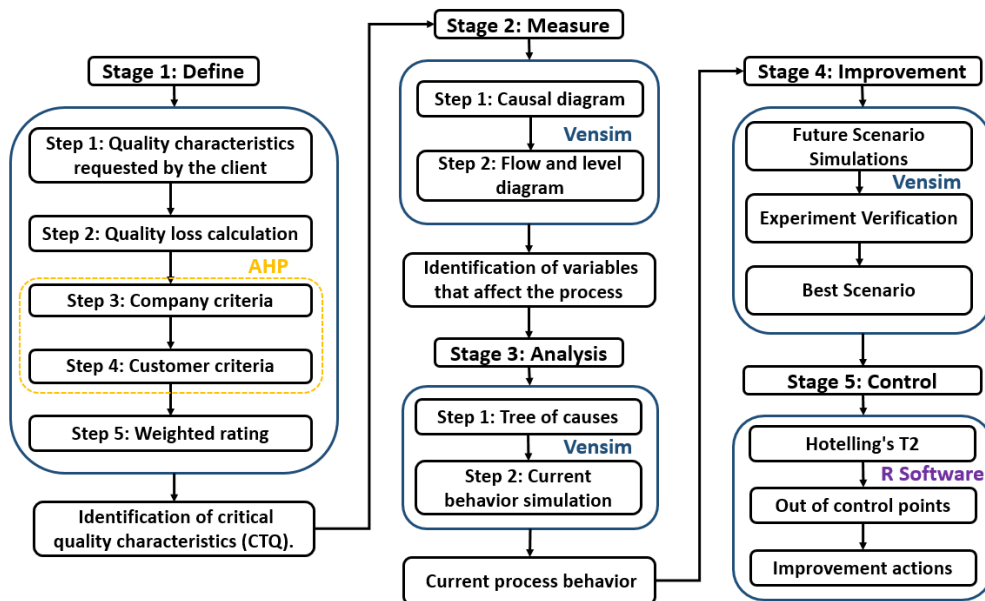 Stage 1: Define
Step 1: Quality characteristics
requested by the client
Step 2: Quality loss calculation
AHP
Step 3: Company criteria
Step 4: Customer criteria
Step 5: Weighted rating
Identification of critical
quality characteristics (CTQ).
Stage 2: Measure
Step 1: Causal diagram
Vensim
Step 2: Flow and level
diagram
Identification of variables
that affect the process
Stage 3: Analysis
Step 1: Tree of causes
Vensim
Step 2: Current
behavior simulation
Current process behavior
Stage 4: Improvement
Future Scenario
Simulations
Vensim
Experiment Verification
Best Scenario
Stage 5: Control
Hotelling's T2
R Software
Out of control points
Improvement actions